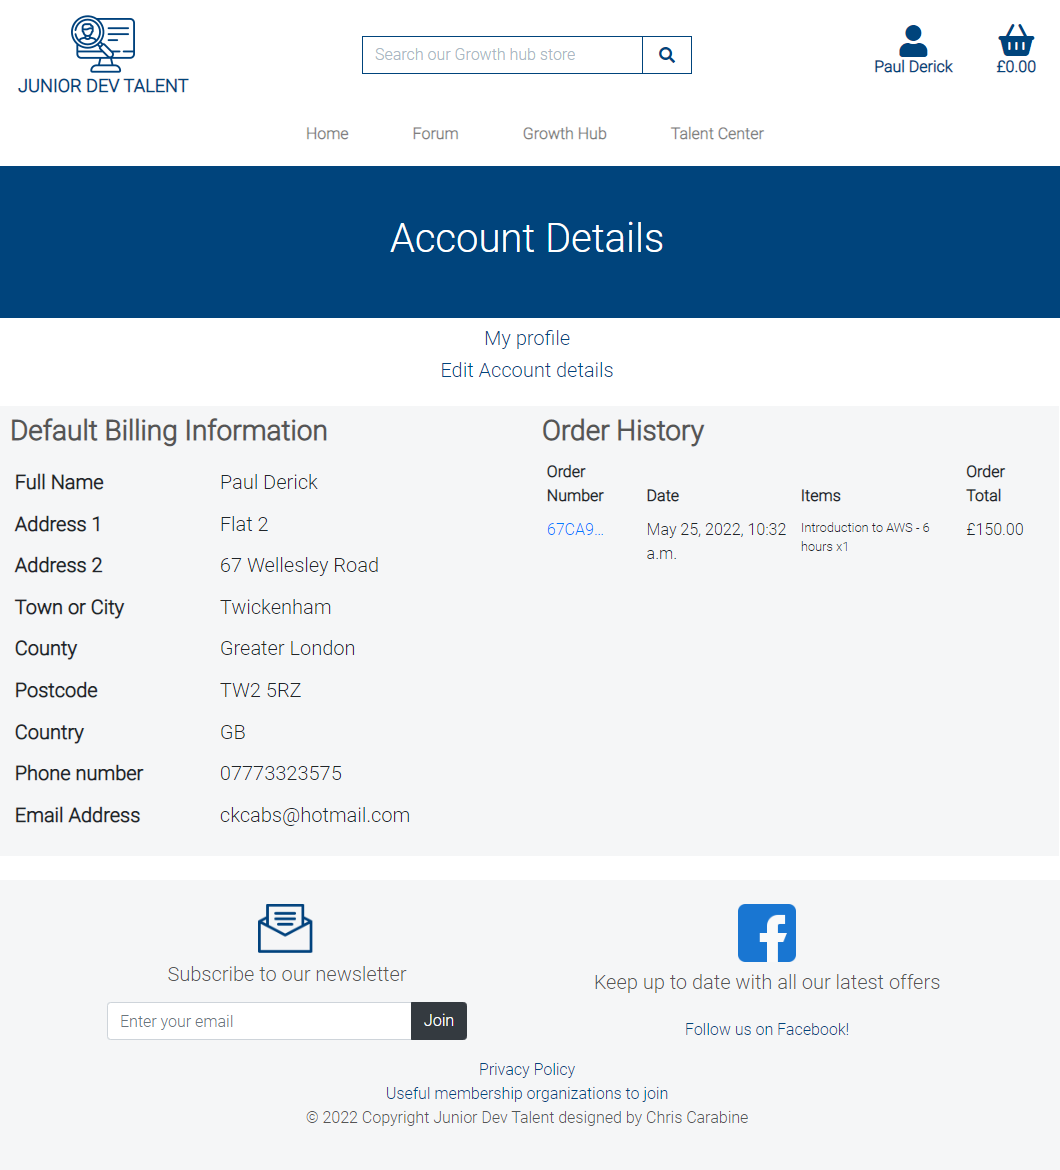 JUNIOR DEV TALENT
Search our Growth hub store
Paul Derick
£0.00
Home Forum Growth Hub Talent Center
Account Details
My profile
Edit Account details
Default Billing Information
Full Name Paul Derick
Address 1 Flat 2
Address 2 67 Wellesley Road
Town or City Twickenham
County Greater London
Postcode TW2 5RZ
Country GB
Phone number 07773323575
Email Address ckcabs@hotmail.com
Order History
Order Number Date Items Order Total
67CA9... May 25, 2022, 10:32 a.m. Introduction to AWS - 6 hours x1 £150.00
Subscribe to our newsletter
Enter your email Join
Keep up to date with all our latest offers
Follow us on Facebook!
Privacy Policy
Useful membership organizations to join
© 2022 Copyright Junior Dev Talent designed by Chris Carabine